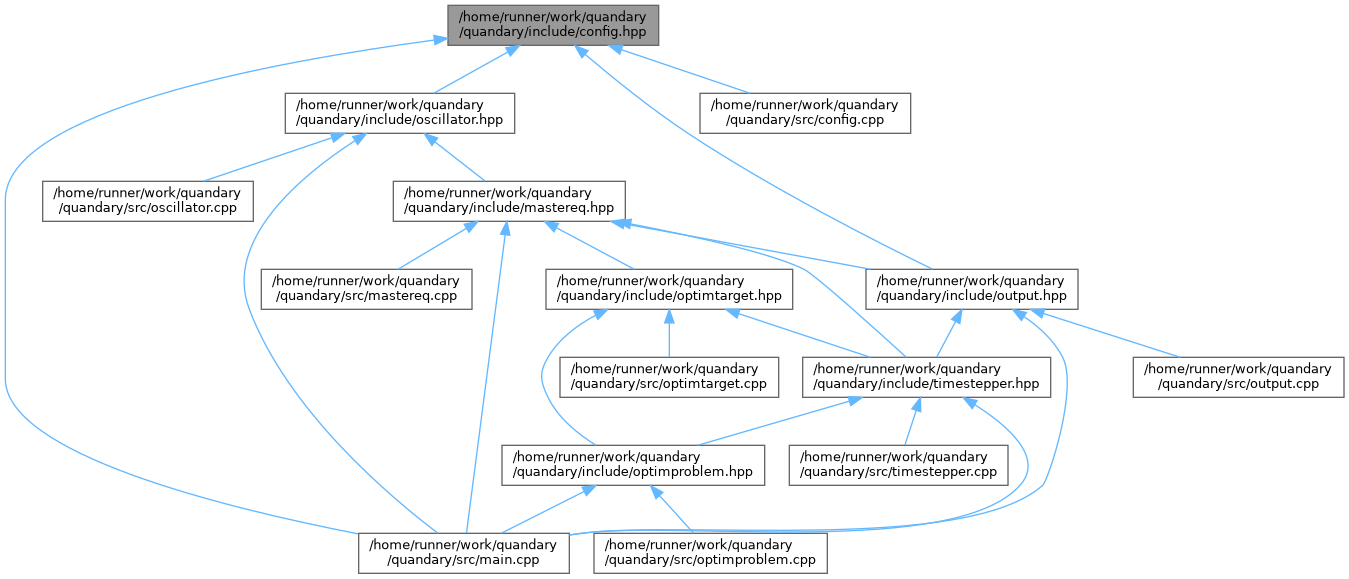 /home/runner/work/quandary
/quandary/include/config.hpp
/home/runner/work/quandary
/quandary/include/oscillator.hpp
/home/runner/work/quandary
/quandary/src/config.cpp
/home/runner/work/quandary
/quandary/src/oscillator.cpp
/home/runner/work/quandary
/quandary/include/mastereq.hpp
/home/runner/work/quandary
/quandary/src/mastereq.cpp
/home/runner/work/quandary
/quandary/include/optimtarget.hpp
/home/runner/work/quandary
/quandary/include/output.hpp
/home/runner/work/quandary
/quandary/src/optimtarget.cpp
/home/runner/work/quandary
/quandary/include/timestepper.hpp
/home/runner/work/quandary
/quandary/src/output.cpp
/home/runner/work/quandary
/quandary/include/optimproblem.hpp
/home/runner/work/quandary
/quandary/src/timestepper.cpp
/home/runner/work/quandary
/quandary/src/main.cpp
/home/runner/work/quandary
/quandary/src/optimproblem.cpp